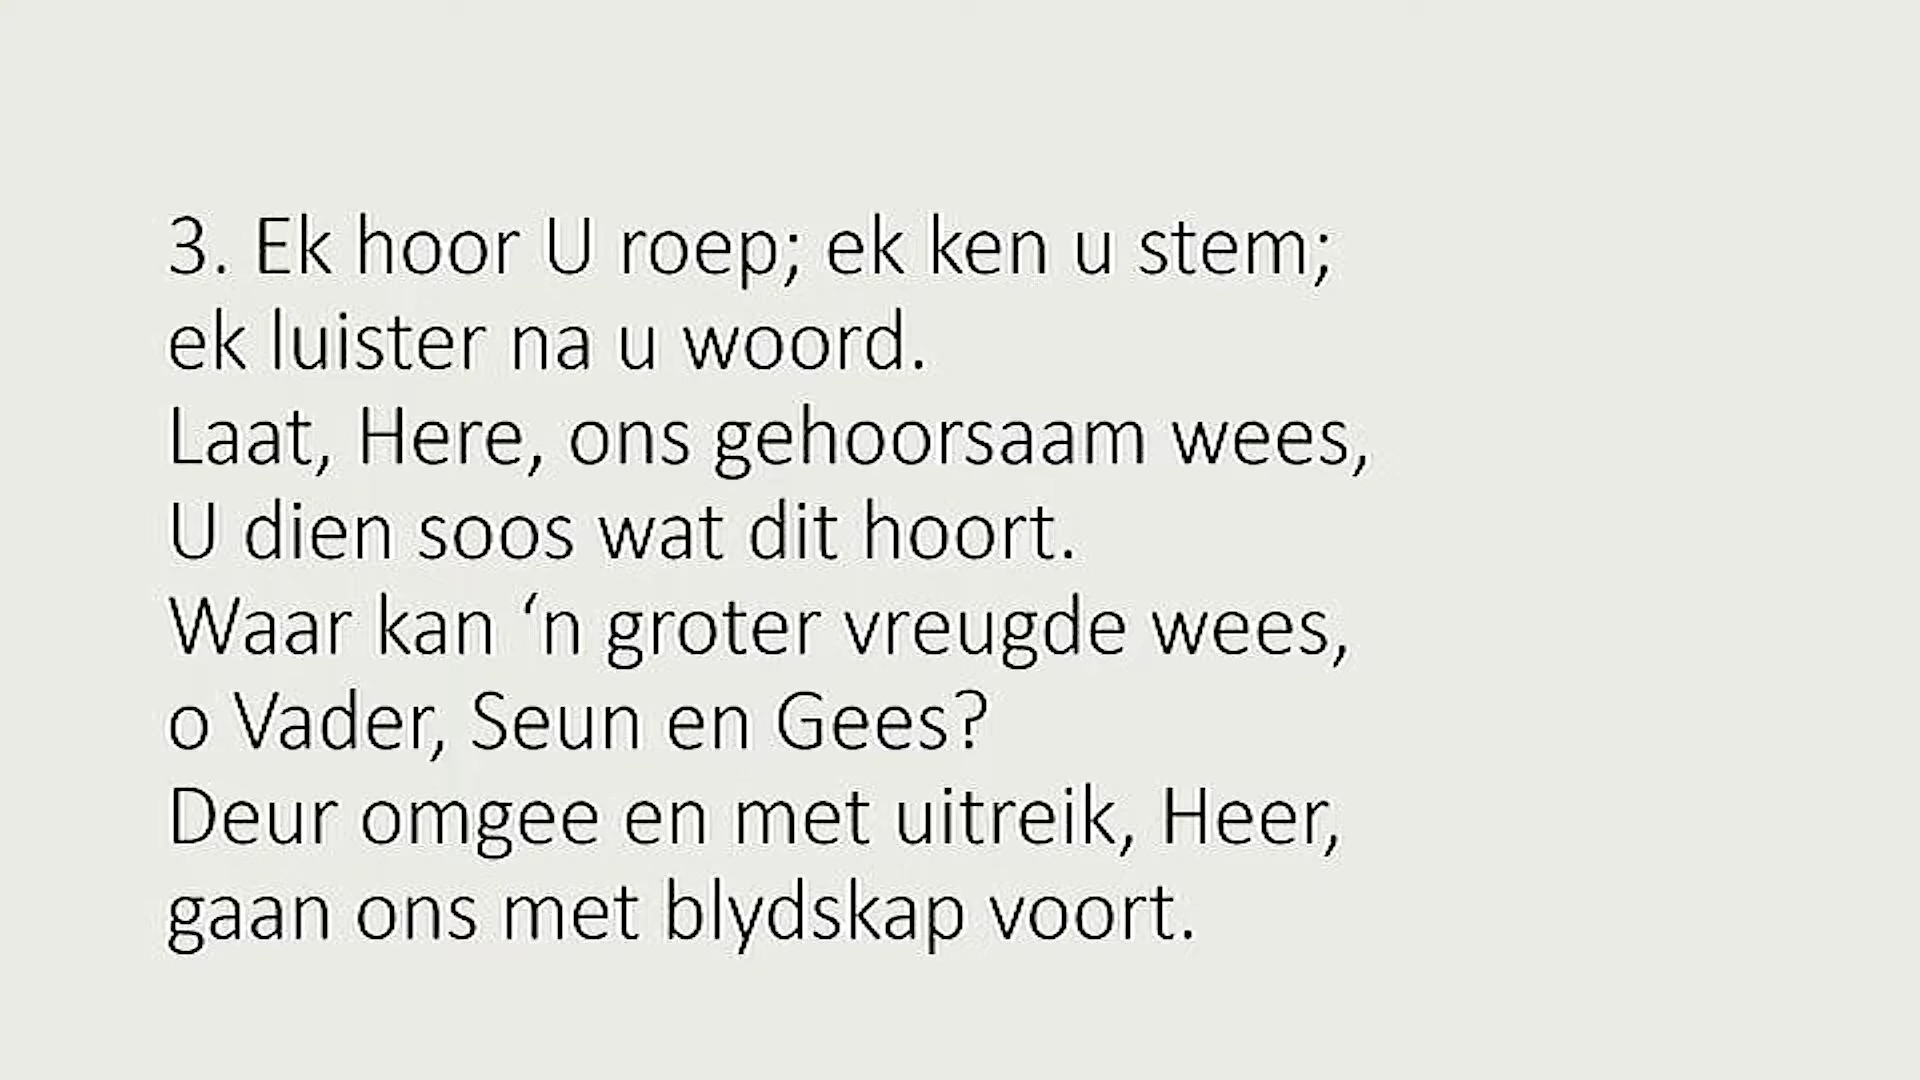 3. Ek hoor U roep; ek ken u stem;
ek luister na u woord.
Laat, Here, ons gehoorsaam wees,
U dien soos wat dit hoort.
Waar kan ‘n groter vreugde wees,
o Vader, Seun en Gees?
Deur omgee en met uitreik, Heer,
gaan ons met blydskap voort.